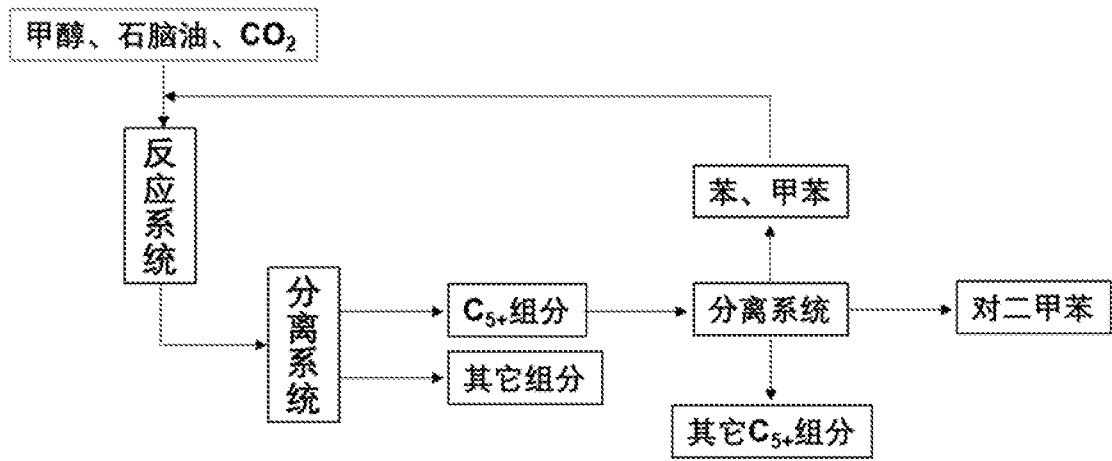 甲醇、石脑油、CO₂
反应系统
苯、甲苯
分离系统
C₅₊组分
分离系统
对二甲苯
其它组分
其它C₅₊组分